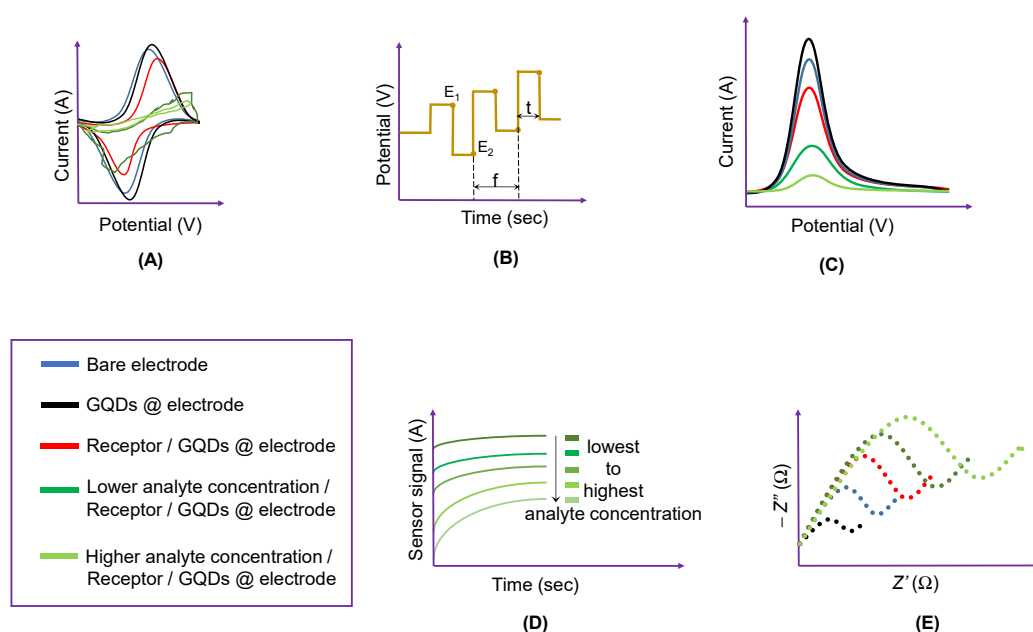 Current (A)
Potential (V)
(A)
Potential (V)
E1
E2
t
f
Time (sec)
(B)
Current (A)
Potential (V)
(C)
Bare electrode
GQDs @ electrode
Receptor / GQDs @ electrode
Lower analyte concentration /
Receptor / GQDs @ electrode
Higher analyte concentration /
Receptor / GQDs @ electrode
Sensor signal (A)
lowest
to
highest
analyte concentration
Time (sec)
(D)
– Z" (Ω)
Z' (Ω)
(E)